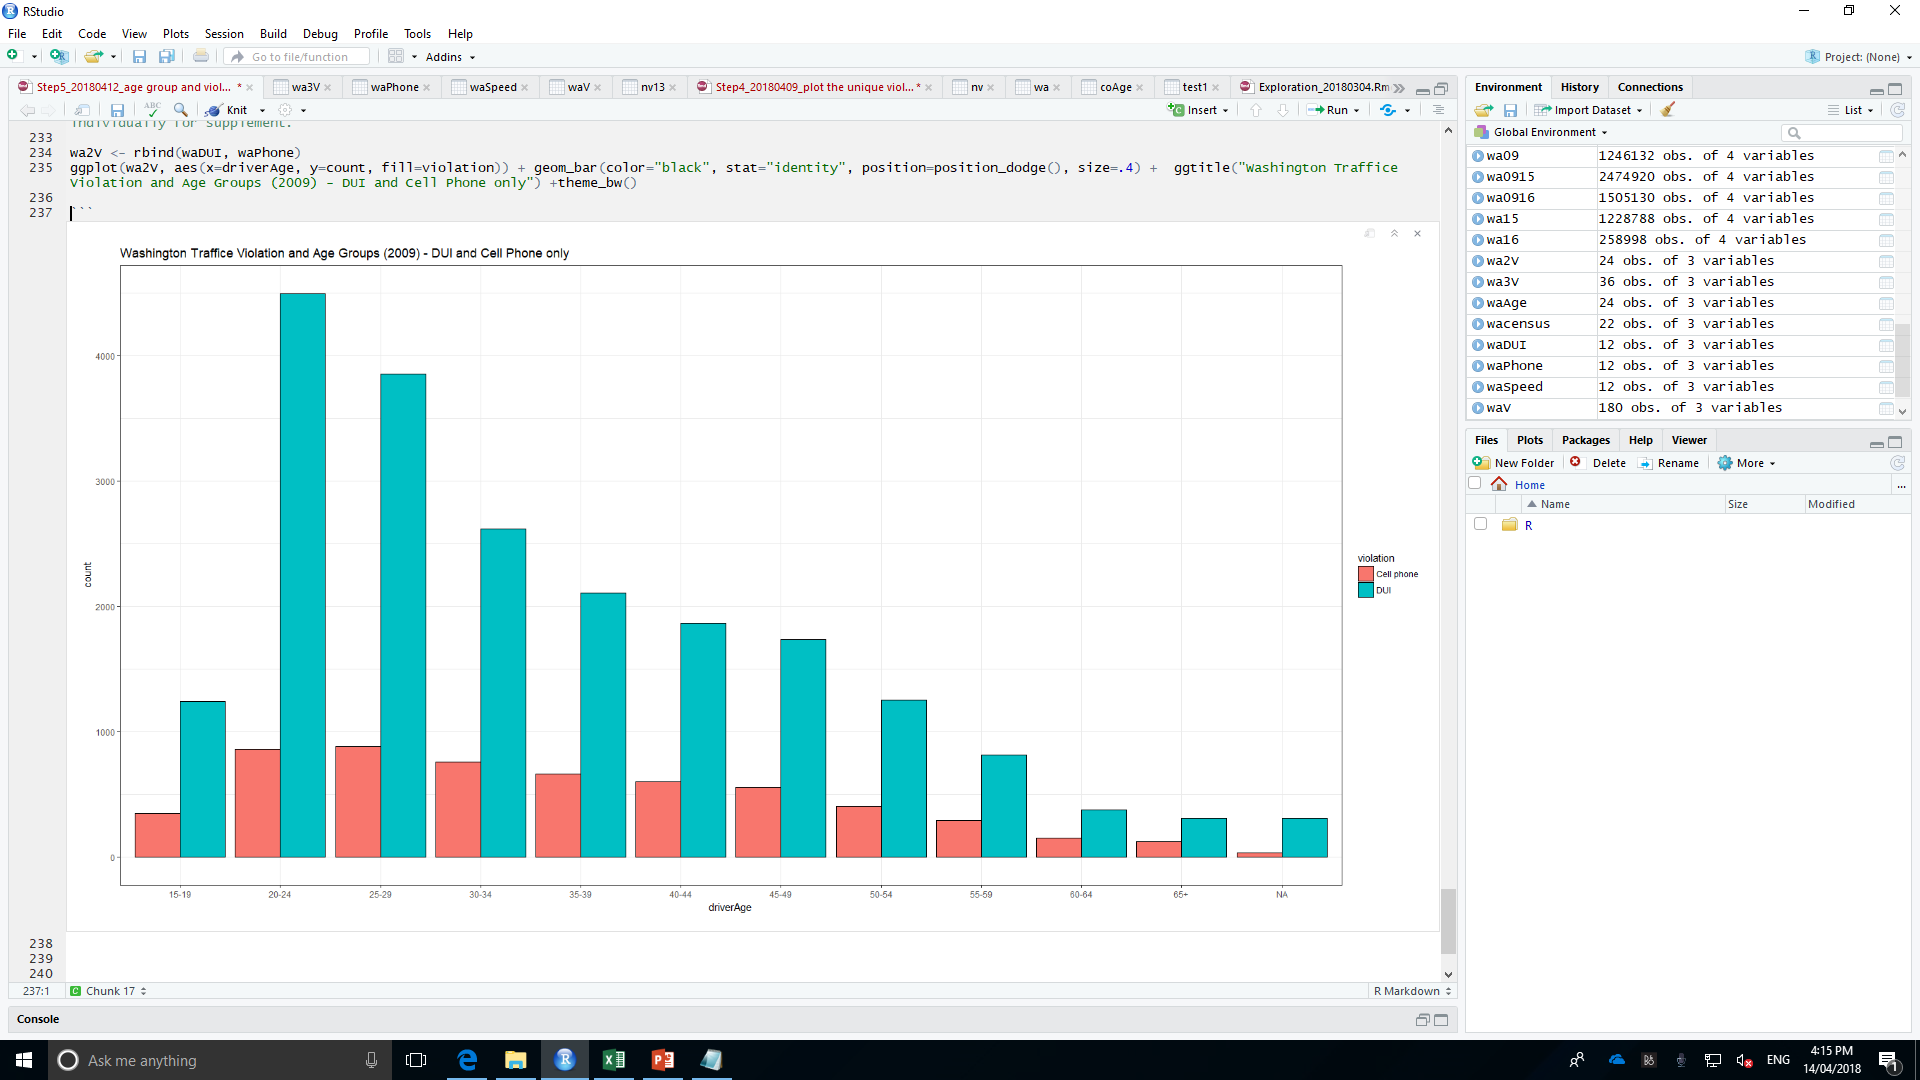 RStudio
File Edit Code View Plots Session Build Debug Profile Tools Help
Go to file/function Addins Project: (None)
Step5_20180412_age group and viol... * wa3V waPhone waSpeed waV nv13 Step4_20180409_plot the unique viol... * nv wa coAge test1 Exploration_20180304.Rm
ABC Knit Insert Run
individually for supplement.
233
234 wa2V <- rbind(waDUI, waPhone)
235 ggplot(wa2V, aes(x=driverAge, y=count, fill=violation)) + geom_bar(color="black", stat="identity", position=position_dodge(), size=.4) +  ggtitle("Washington Traffice
Violation and Age Groups (2009) - DUI and Cell Phone only") +theme_bw()
236
237 ```
Washington Traffice Violation and Age Groups (2009) - DUI and Cell Phone only
4000
3000
2000
1000
0
count
15-19 20-24 25-29 30-34 35-39 40-44 45-49 50-54 55-59 60-64 65+ NA
driverAge
violation
Cell phone
DUI
238
239
240
237:1 C Chunk 17 R Markdown
Console
Environment History Connections
Import Dataset List
Global Environment
wa09 1246132 obs. of 4 variables
wa0915 2474920 obs. of 4 variables
wa0916 1505130 obs. of 4 variables
wa15 1228788 obs. of 4 variables
wa16 258998 obs. of 4 variables
wa2V 24 obs. of 3 variables
wa3V 36 obs. of 3 variables
waAge 24 obs. of 3 variables
wacensus 22 obs. of 3 variables
waDUI 12 obs. of 3 variables
waPhone 12 obs. of 3 variables
waSpeed 12 obs. of 3 variables
waV 180 obs. of 3 variables
Files Plots Packages Help Viewer
New Folder Delete Rename More
Home ...
Name Size Modified
R
Ask me anything
ENG
4:15 PM
14/04/2018
1